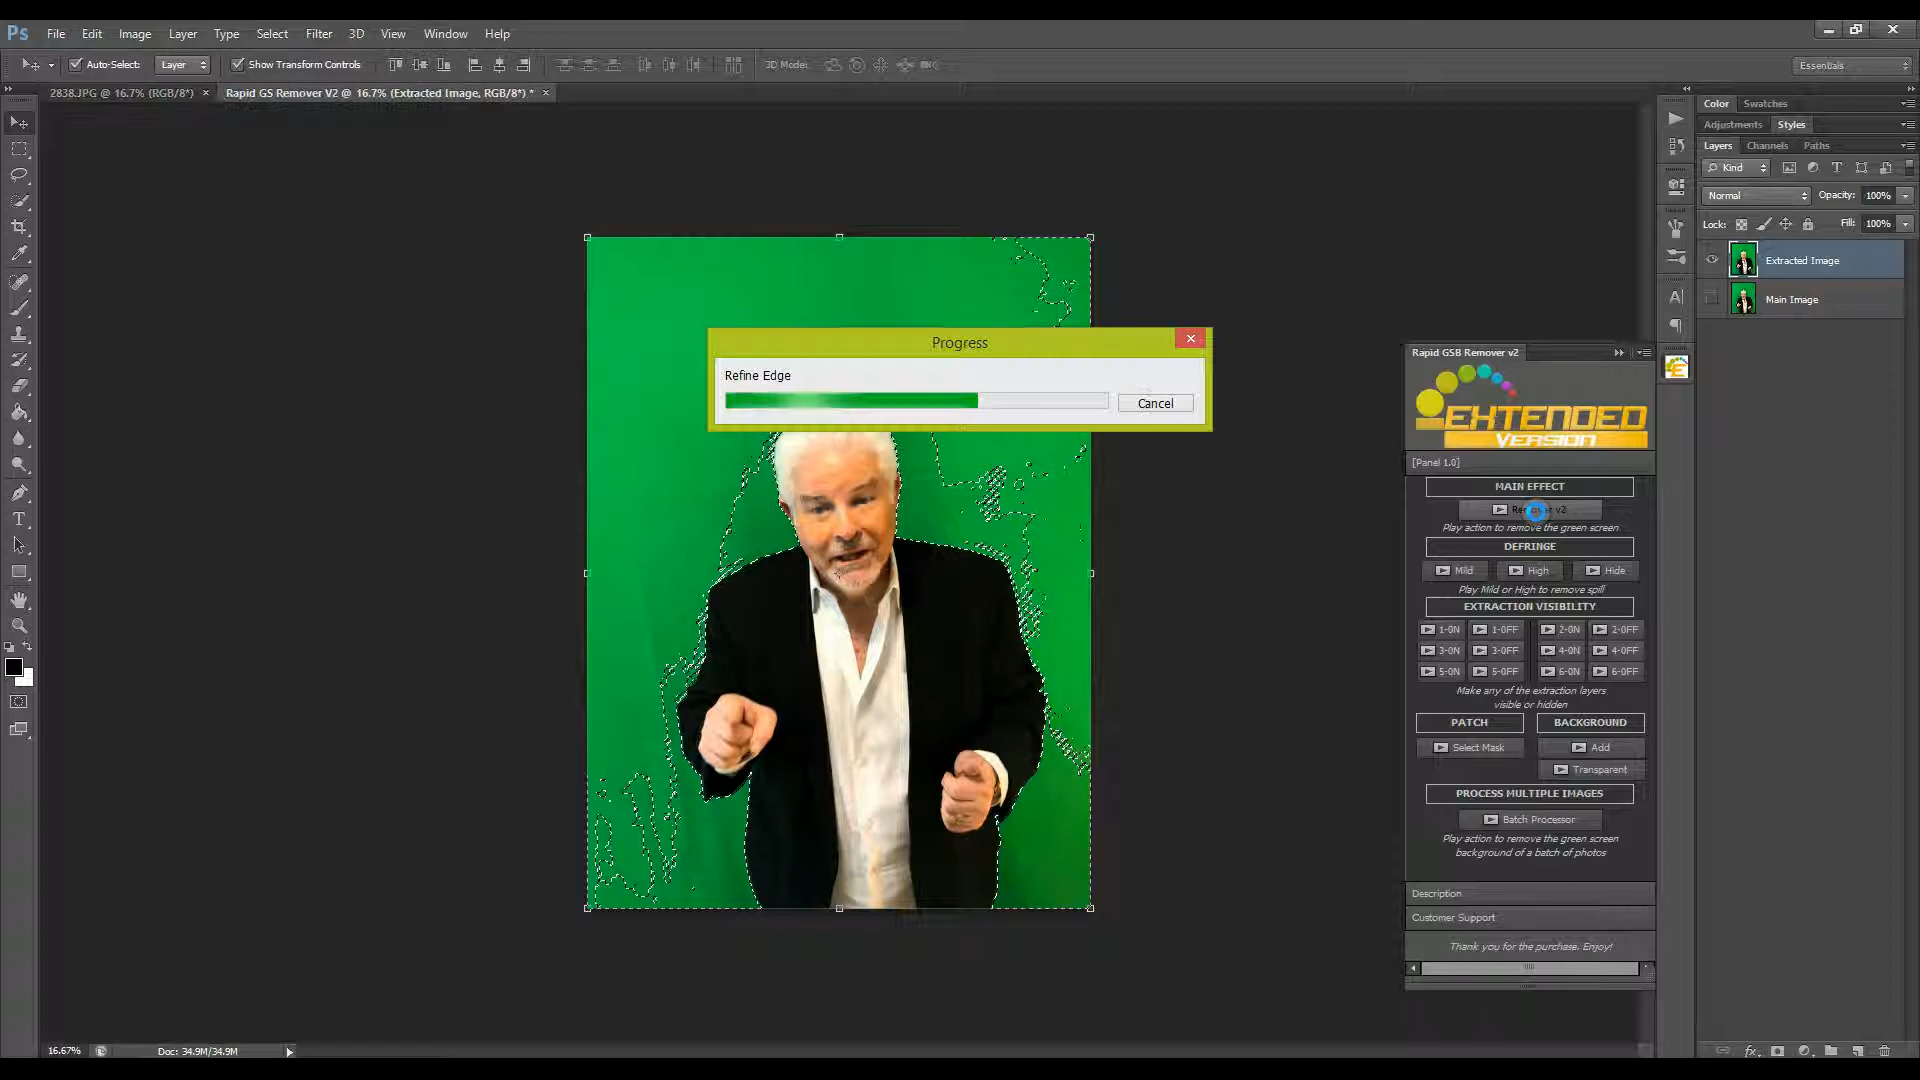 Ps File Edit Image Layer Type Select Filter 3D View Window Help
Auto-Select: Layer Show Transform Controls 3D Model: Essentials
2838.JPG @ 16.7% (RGB/8*) × Rapid GS Remover V2 @ 16.7% (Extracted Image, RGB/8*) * ×
Color Swatches
Adjustments Styles
Layers Channels Paths
Kind
Normal Opacity: 100%
Lock: Fill: 100%
Extracted Image
Main Image
Progress
Refine Edge
Cancel
Rapid GSB Remover v2
EXTENDED
VERSION
[Panel 1.0]
MAIN EFFECT
Remover v2
Play action to remove the green screen
DEFRINGE
Mild High Hide
Play Mild or High to remove spill
EXTRACTION VISIBILITY
1-ON 1-OFF 2-ON 2-OFF
3-ON 3-OFF 4-ON 4-OFF
5-ON 5-OFF 6-ON 6-OFF
Make any of the extraction layers
visible or hidden
PATCH BACKGROUND
Select Mask Add
Transparent
PROCESS MULTIPLE IMAGES
Batch Processor
Play action to remove the green screen
background of a batch of photos
Description
Customer Support
Thank you for the purchase. Enjoy!
16.67% Doc: 34.9M/34.9M